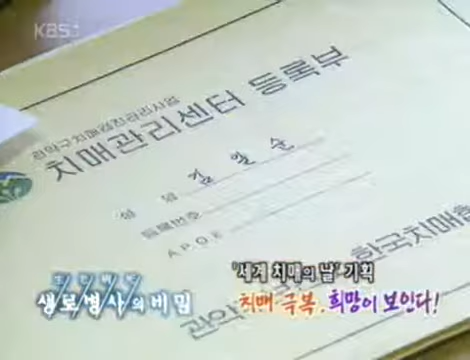 KBS
관악구치매검진관리사업
치매관리센터 등록부
성 명 김일순
등록번호
A P O E
관악
한국치매협
생로병사의 비밀
'세계 치매의 날' 기획
치매 극복, 희망이 보인다!